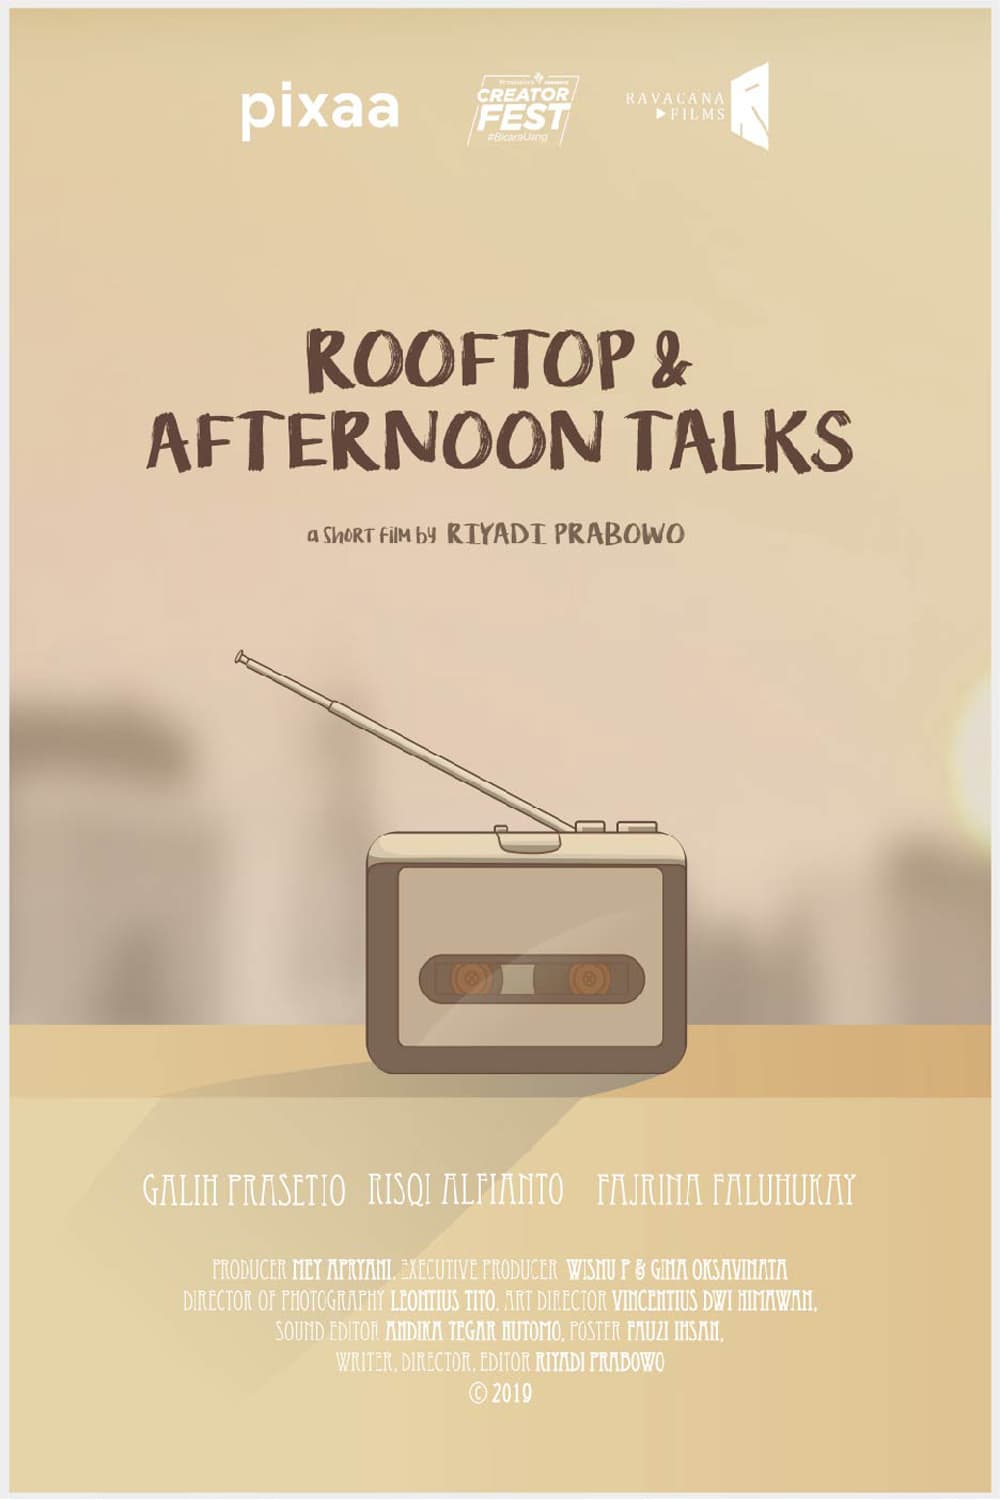 pixaa
CREATOR
FEST
#BicaraUang
RAVACANA
FILMS
ROOFTOP &
AFTERNOON TALKS
a short film by RIYADI PRABOWO
GALIH PRASETIO RISQI ALFIANTO FAJRINA FALUHUKAY
PRODUCER MEY APRYANI, EXECUTIVE PRODUCER WISNU P & GINA OKSAVINATA
DIRECTOR OF PHOTOGRAPHY LEONTIUS TITO, ART DIRECTOR VINCENTIUS DWI HIMAWAN,
SOUND EDITOR ANDIKA TEGAR HUTOMO, POSTER FAUZI IHSAN,
WRITER, DIRECTOR, EDITOR RIYADI PRABOWO
© 2019